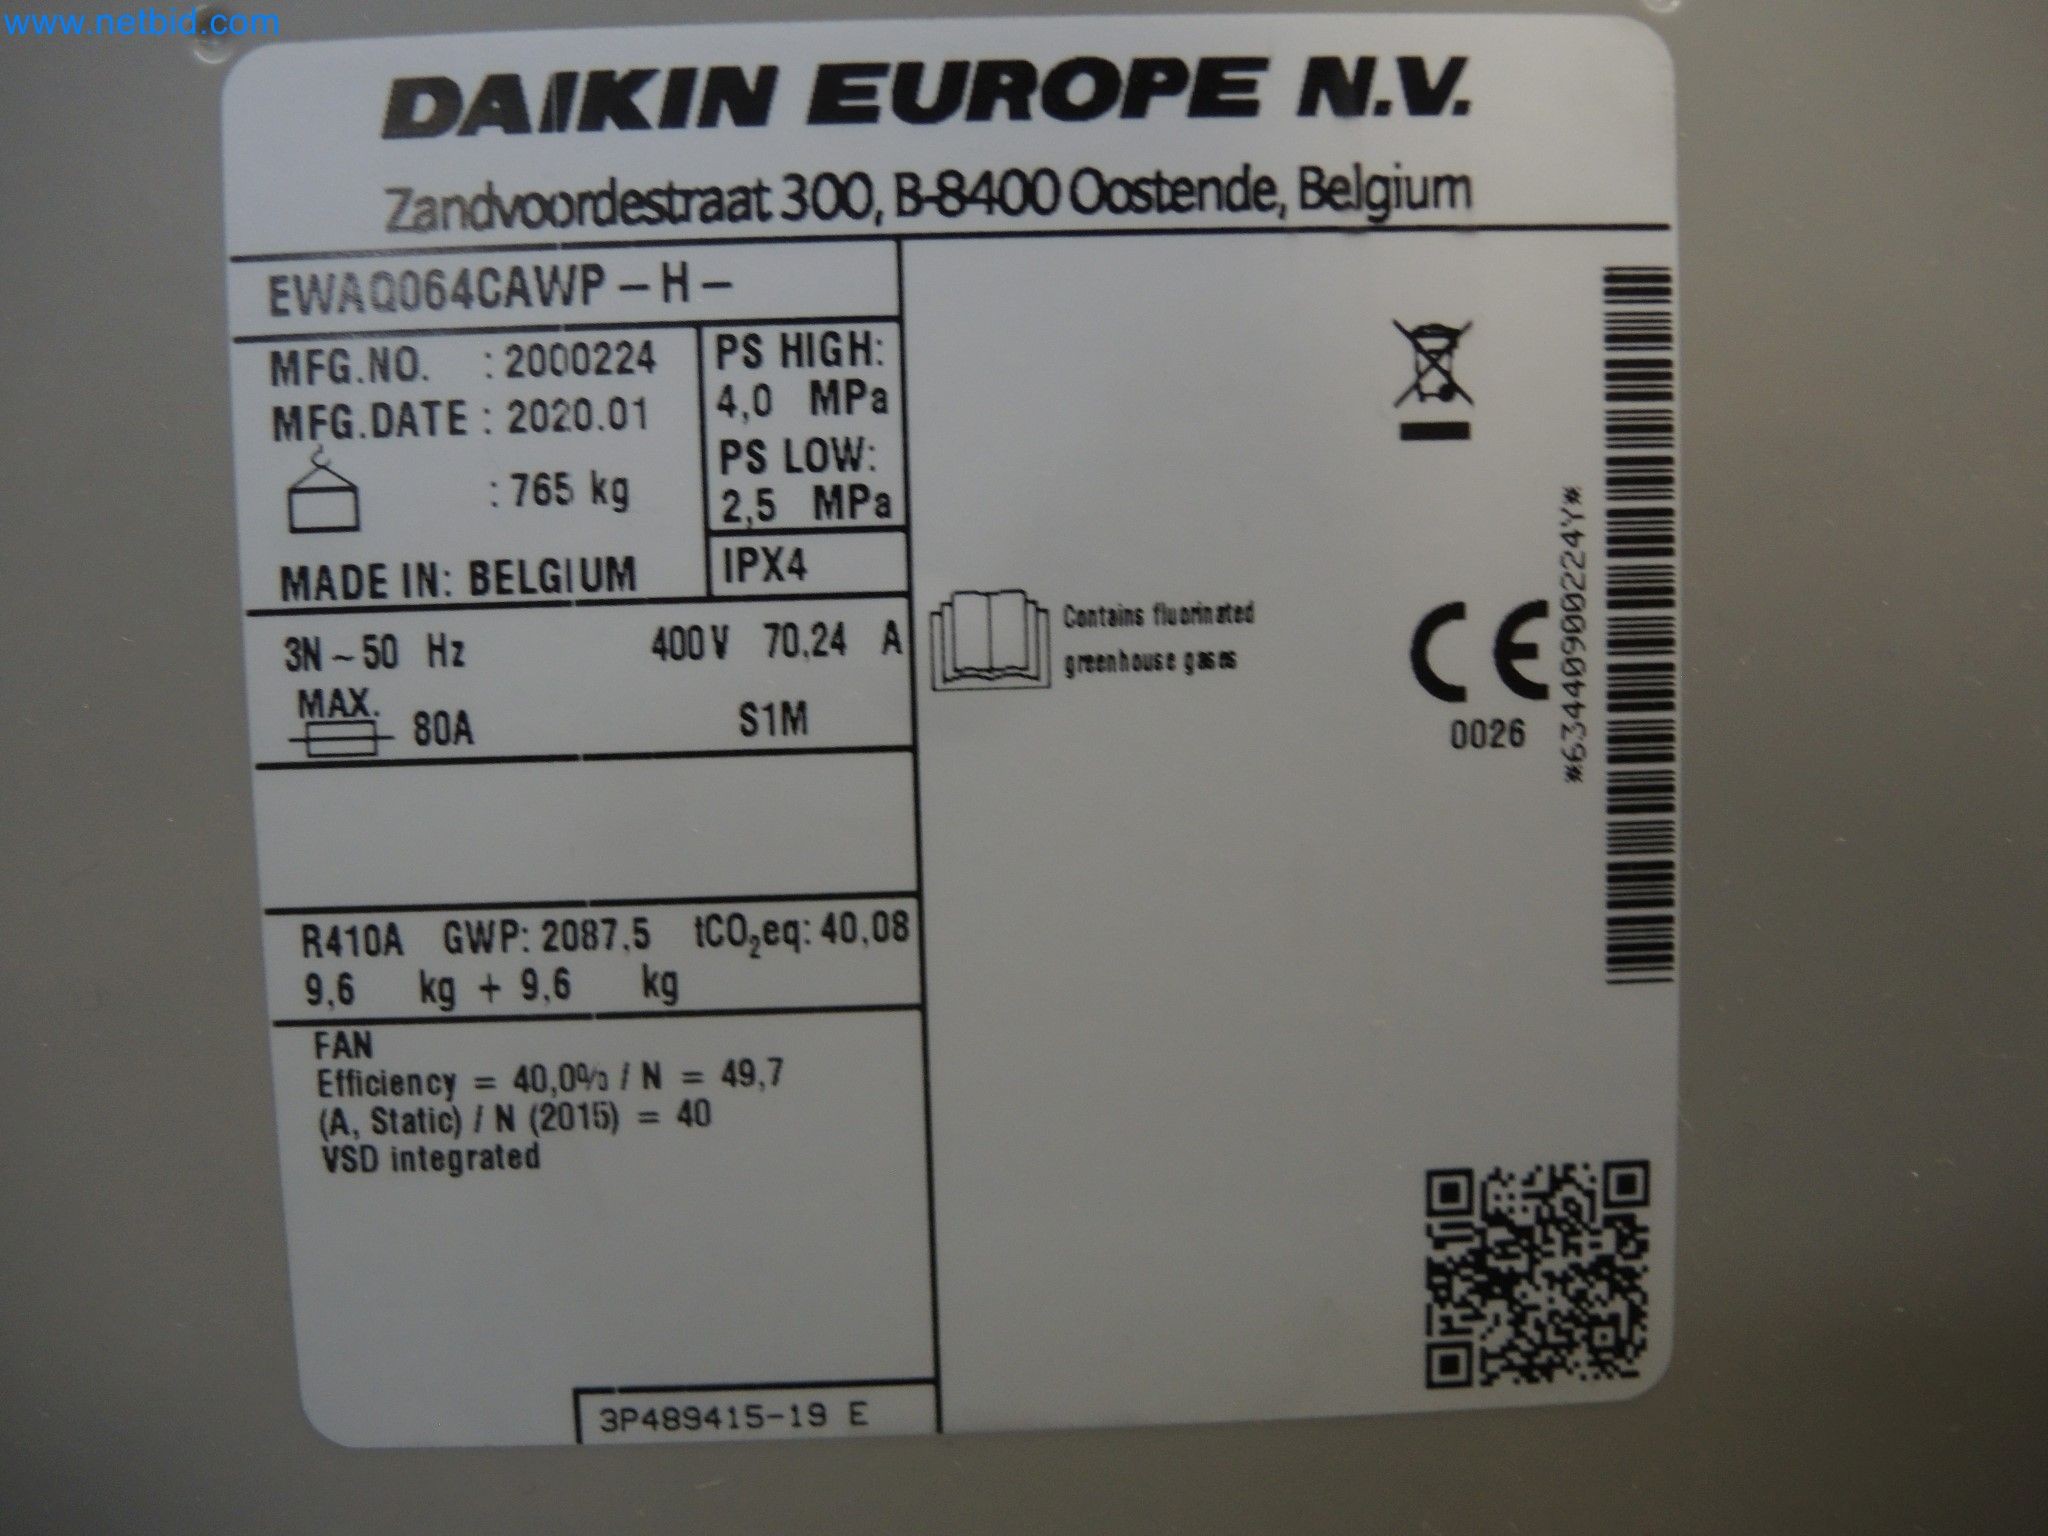 www.netbid.com
DAIKIN EUROPE N.V.
Zandvoordestraat 300, B-8400 Oostende, Belgium
EWAQ064CAWP - H -
MFG.NO. : 2000224
MFG.DATE : 2020.01
: 765 kg
MADE IN: BELGIUM
PS HIGH:
4,0 MPa
PS LOW:
2,5 MPa
IPX4
3N ~ 50 Hz 400 V 70,24 A
MAX. 80A S1M
R410A GWP: 2087,5 tCO₂eq: 40,08
9,6 kg + 9,6 kg
FAN
Efficiency = 40,0% / N = 49,7
(A, Static) / N (2015) = 40
VSD integrated
3P489415-19 E
Contains fluorinated
greenhouse gases
CE
0026
*6344090002​24Y*